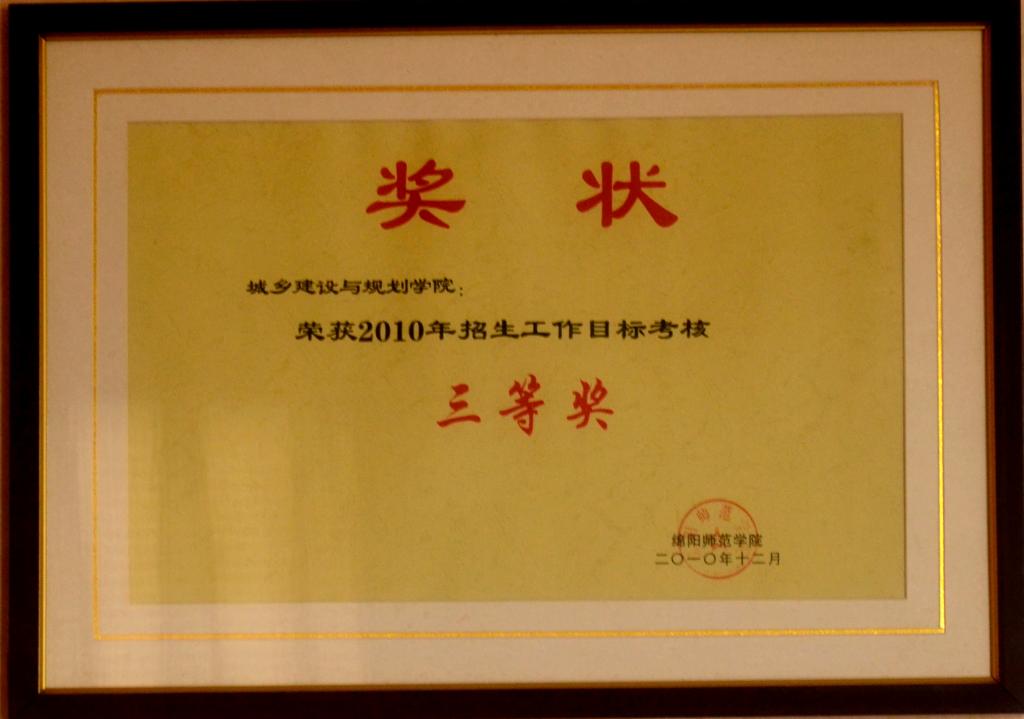 奖 状
城乡建设与规划学院：
荣获2010年招生工作目标考核
三等奖
绵阳师范学院
二〇一〇年十二月